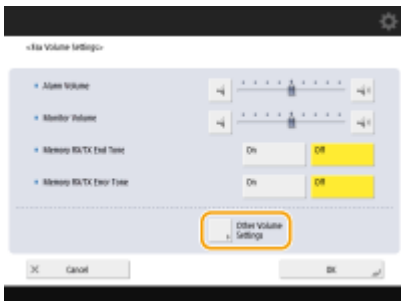 <Fax Volume Settings>
Alarm Volume
Monitor Volume
Memory RX/TX End Tone
On
Off
Memory RX/TX Error Tone
On
Off
Other Volume
Settings
Cancel
OK